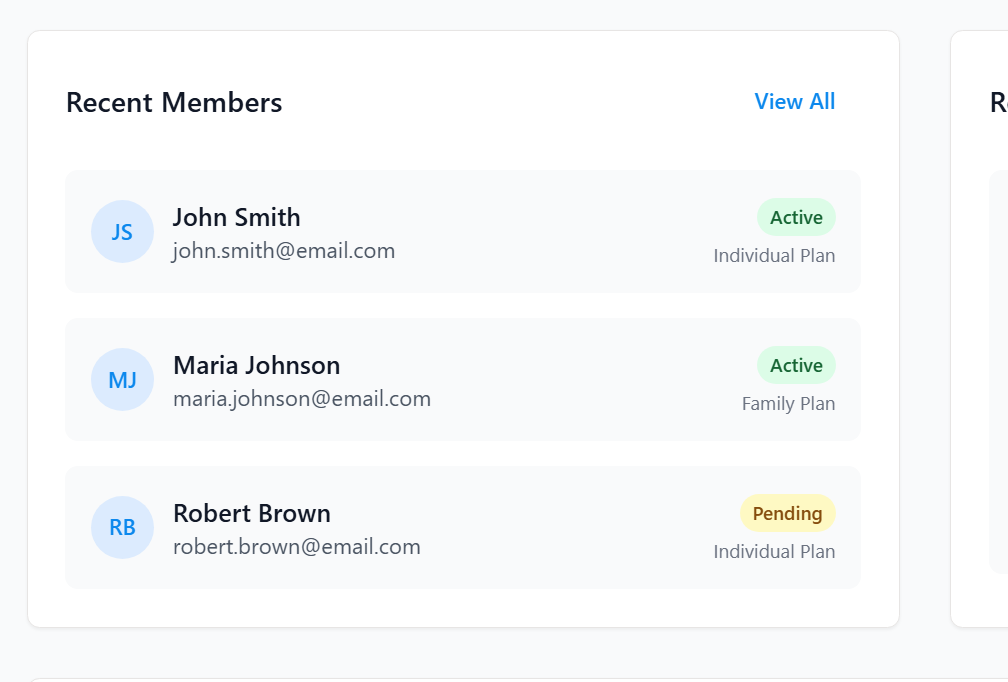 Recent Members
View All
JS
John Smith
john.smith@email.com
Active
Individual Plan
MJ
Maria Johnson
maria.johnson@email.com
Active
Family Plan
RB
Robert Brown
robert.brown@email.com
Pending
Individual Plan